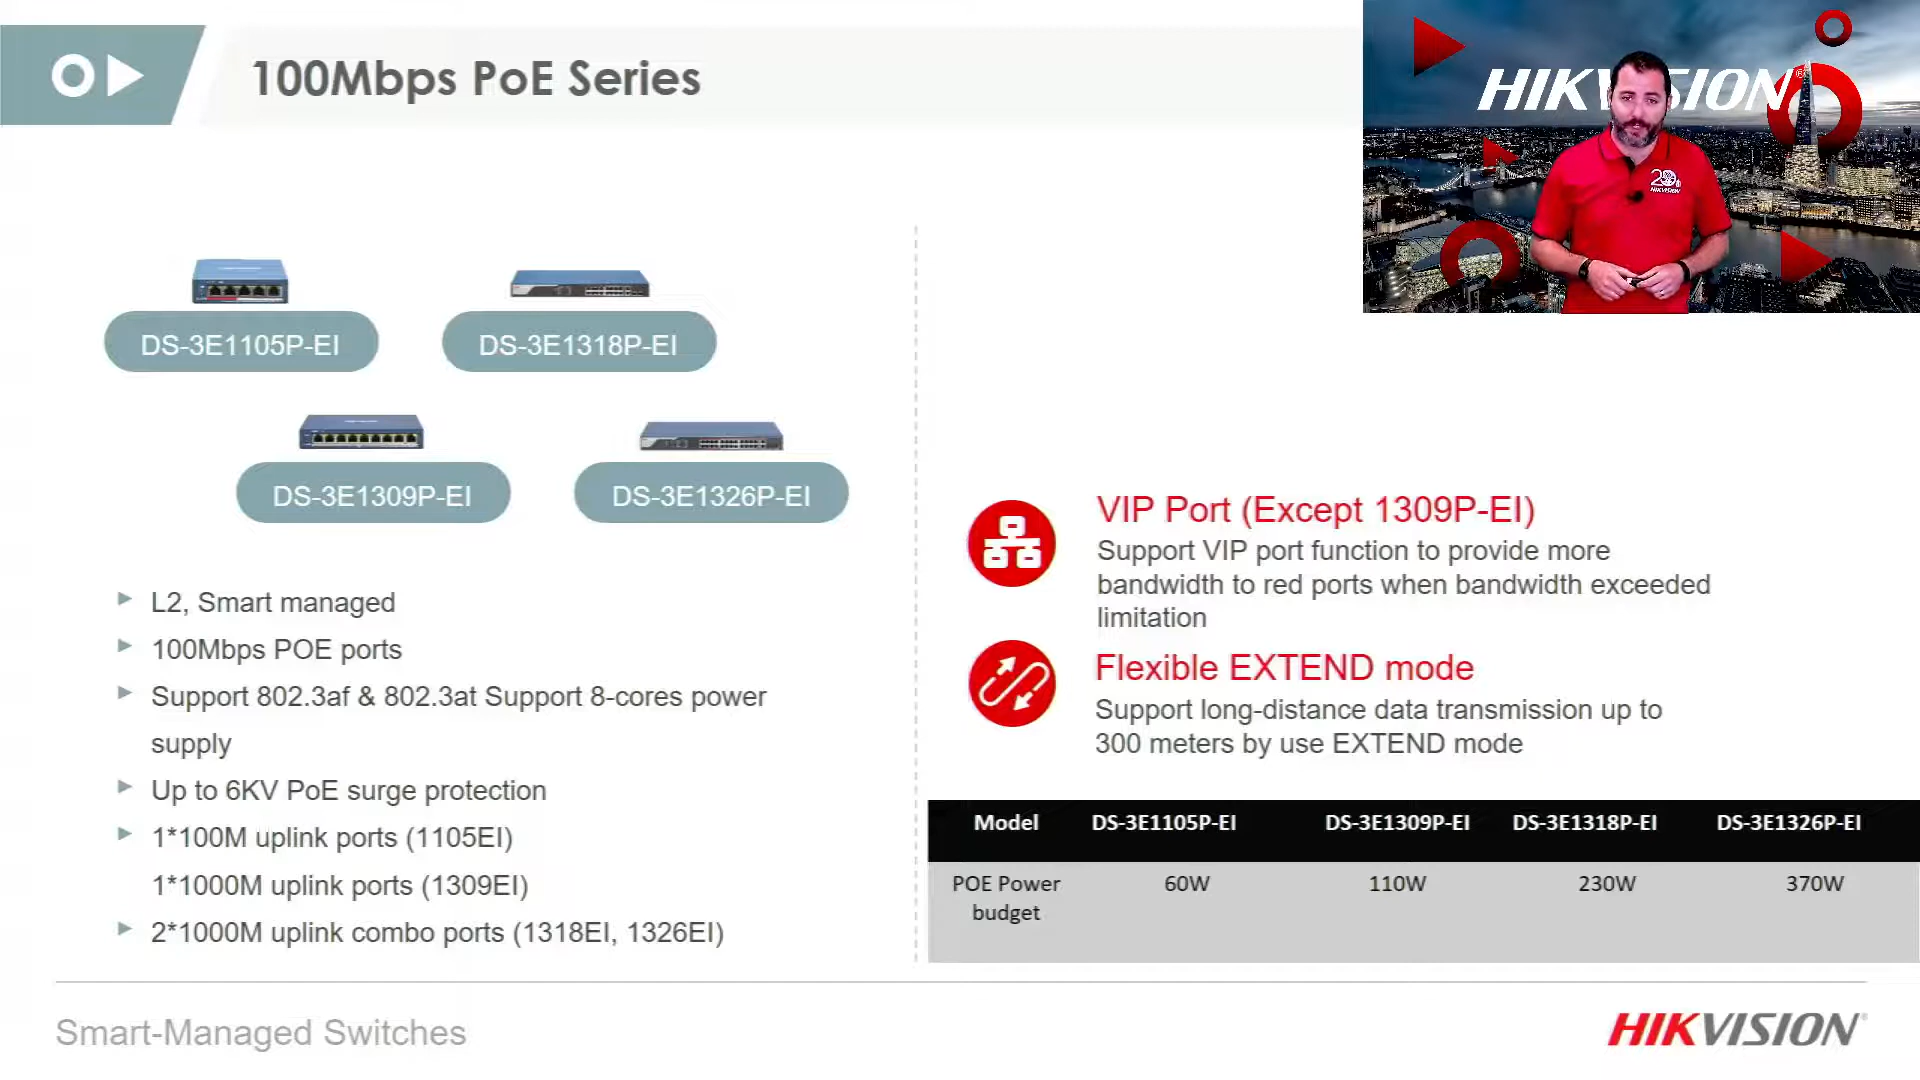 100Mbps PoE Series
HIKVISION
20th
HIKVISION
DS-3E1105P-EI
DS-3E1318P-EI
DS-3E1309P-EI
DS-3E1326P-EI
L2, Smart managed
100Mbps POE ports
Support 802.3af & 802.3at Support 8-cores power
supply
Up to 6KV PoE surge protection
1*100M uplink ports (1105EI)
1*1000M uplink ports (1309EI)
2*1000M uplink combo ports (1318EI, 1326EI)
VIP Port (Except 1309P-EI)
Support VIP port function to provide more
bandwidth to red ports when bandwidth exceeded
limitation
Flexible EXTEND mode
Support long-distance data transmission up to
300 meters by use EXTEND mode
Model DS-3E1105P-EI DS-3E1309P-EI DS-3E1318P-EI DS-3E1326P-EI
POE Power 60W 110W 230W 370W
budget
Smart-Managed Switches
HIKVISION®